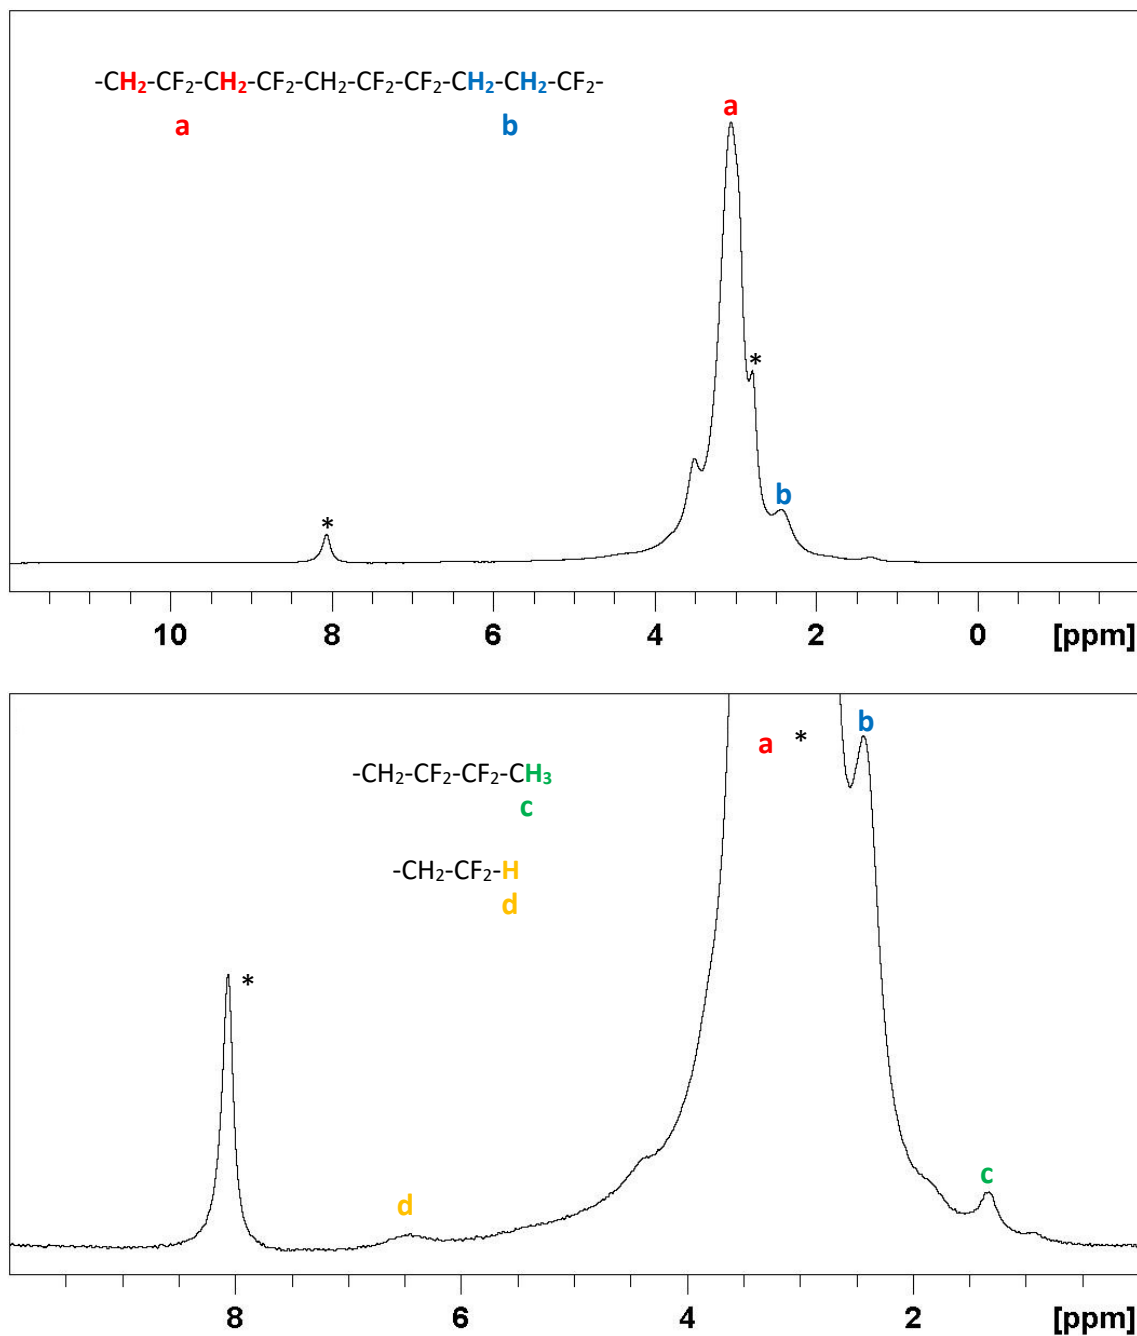 -CH₂-CF₂-CH₂-CF₂-CH₂-CF₂-CF₂-CH₂-CH₂-CF₂-
a b
a
*
b
*
10 8 6 4 2 0 [ppm]
b
a *
-CH₂-CF₂-CF₂-CH₃
c
-CH₂-CF₂-H
d
*
c
d
8 6 4 2 [ppm]